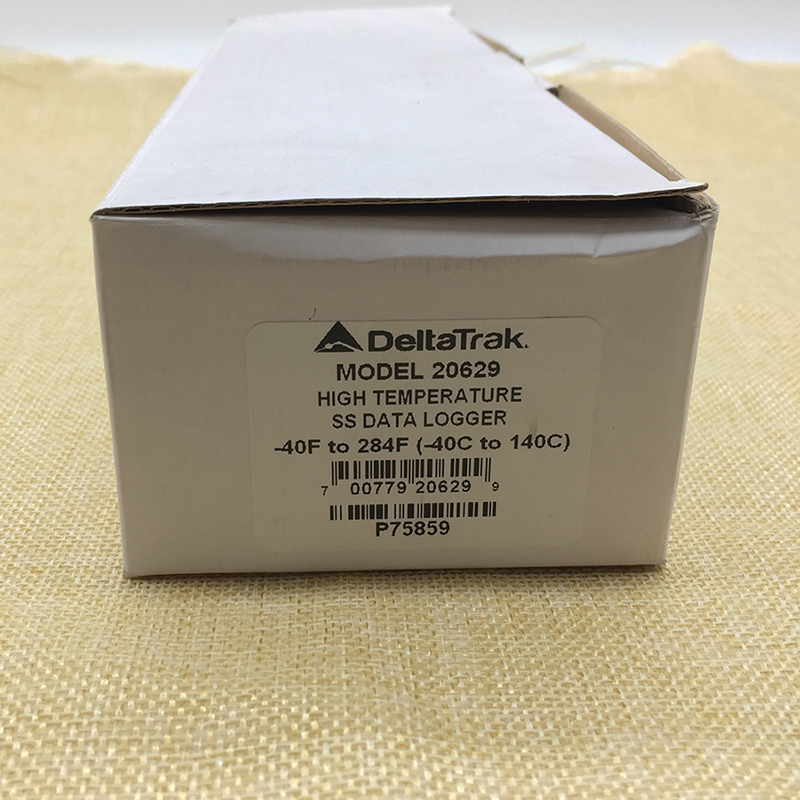 DeltaTrak.
MODEL 20629
HIGH TEMPERATURE
SS DATA LOGGER
-40F to 284F (-40C to 140C)
7 00779 20629 9
P75859